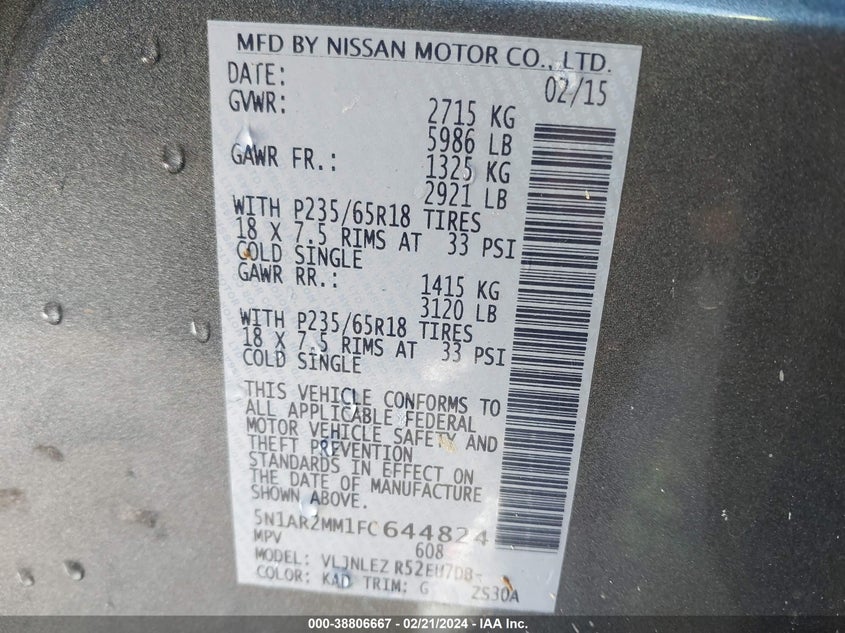 MFD BY NISSAN MOTOR CO., LTD.
DATE: 02/15
GVWR: 2715 KG
5986 LB
GAWR FR.: 1325 KG
2921 LB
WITH P235/65R18 TIRES
18 X 7.5 RIMS AT 33 PSI
COLD SINGLE
GAWR RR.: 1415 KG
3120 LB
WITH P235/65R18 TIRES
18 X 7.5 RIMS AT 33 PSI
COLD SINGLE
THIS VEHICLE CONFORMS TO
ALL APPLICABLE FEDERAL
MOTOR VEHICLE SAFETY AND
THEFT PREVENTION
STANDARDS IN EFFECT ON
THE DATE OF MANUFACTURE
SHOWN ABOVE.
5N1AR2MM1FC644824
MPV 608
MODEL: VLJNLEZ R52EU7DB-
COLOR: KAD TRIM: G ZS30A
000-38806667 - 02/21/2024 - IAA Inc.